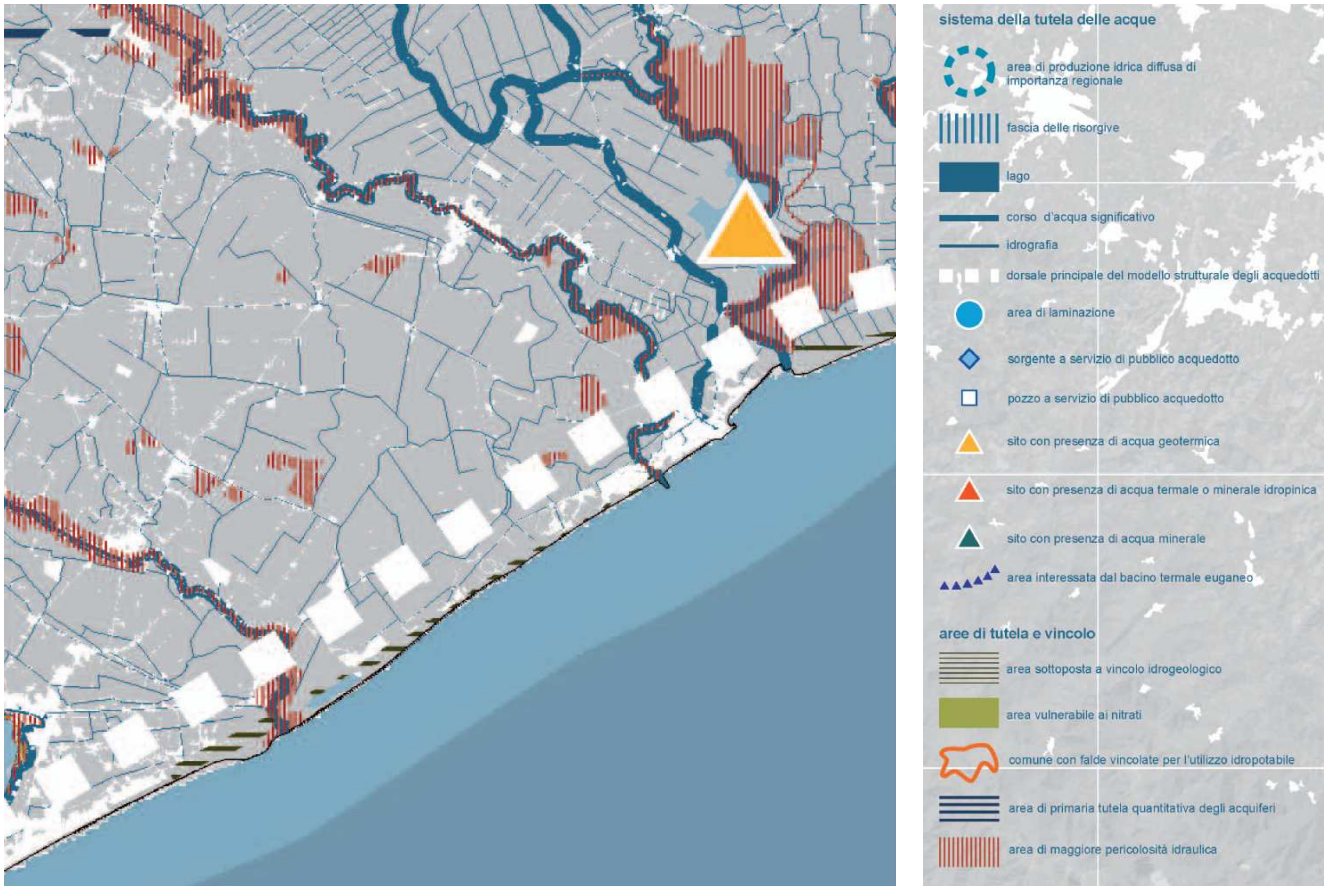 sistema della tutela delle acque
area di produzione idrica diffusa di
importanza regionale
fascia delle risorgive
lago
corso d'acqua significativo
idrografia
dorsale principale del modello strutturale degli acquedotti
area di laminazione
sorgente a servizio di pubblico acquedotto
pozzo a servizio di pubblico acquedotto
sito con presenza di acqua geotermica
sito con presenza di acqua termale o minerale idropinica
sito con presenza di acqua minerale
area interessata dal bacino termale euganeo
aree di tutela e vincolo
area sottoposta a vincolo idrogeologico
area vulnerabile ai nitrati
comune con falde vincolate per l'utilizzo idropotabile
area di primaria tutela quantitativa degli acquiferi
area di maggiore pericolosità idraulica